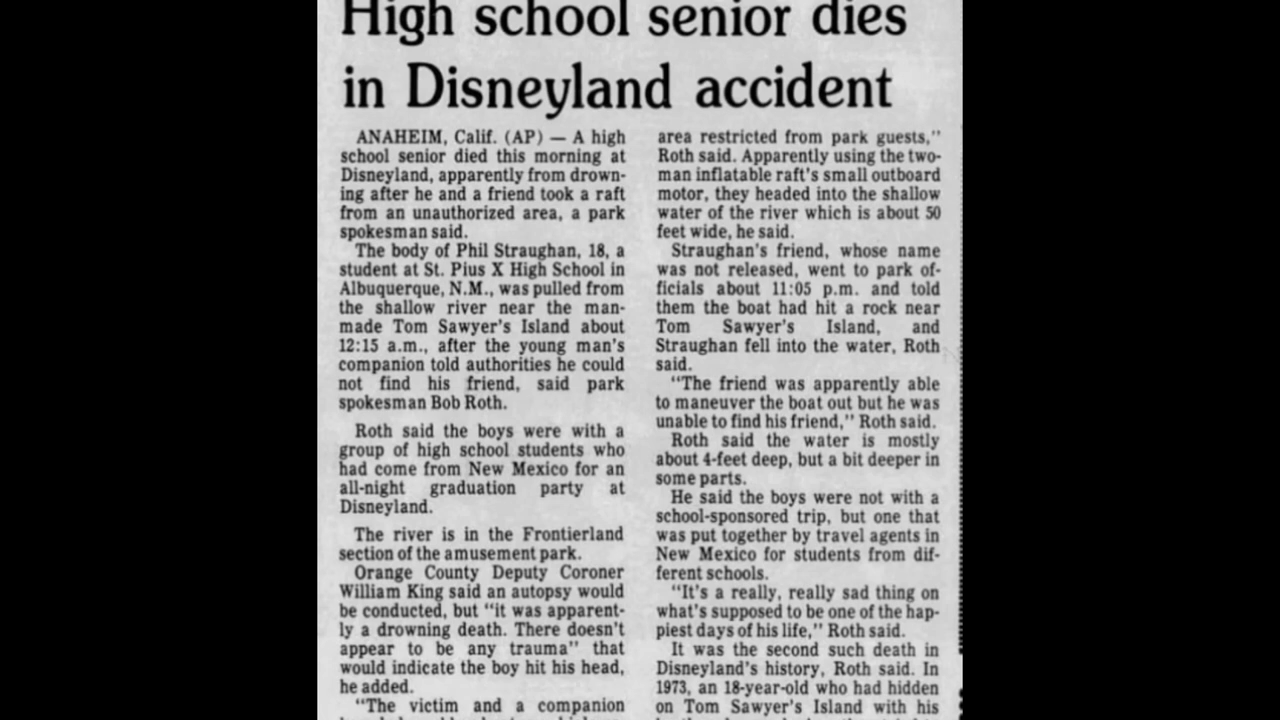 High school senior dies
in Disneyland accident
ANAHEIM, Calif. (AP) — A high
school senior died this morning at
Disneyland, apparently from drown-
ing after he and a friend took a raft
from an unauthorized area, a park
spokesman said.
The body of Phil Straughan, 18, a
student at St. Pius X High School in
Albuquerque, N.M., was pulled from
the shallow river near the man-
made Tom Sawyer's Island about
12:15 a.m., after the young man's
companion told authorities he could
not find his friend, said park
spokesman Bob Roth.
Roth said the boys were with a
group of high school students who
had come from New Mexico for an
all-night graduation party at
Disneyland.
The river is in the Frontierland
section of the amusement park.
Orange County Deputy Coroner
William King said an autopsy would
be conducted, but "it was apparent-
ly a drowning death. There doesn't
appear to be any trauma" that
would indicate the boy hit his head,
he added.
"The victim and a companion
area restricted from park guests,"
Roth said. Apparently using the two-
man inflatable raft's small outboard
motor, they headed into the shallow
water of the river which is about 50
feet wide, he said.
Straughan's friend, whose name
was not released, went to park of-
ficials about 11:05 p.m. and told
them the boat had hit a rock near
Tom Sawyer's Island, and
Straughan fell into the water, Roth
said.
"The friend was apparently able
to maneuver the boat out but he was
unable to find his friend," Roth said.
Roth said the water is mostly
about 4-feet deep, but a bit deeper in
some parts.
He said the boys were not with a
school-sponsored trip, but one that
was put together by travel agents in
New Mexico for students from dif-
ferent schools.
"It's a really, really sad thing on
what's supposed to be one of the hap-
piest days of his life," Roth said.
It was the second such death in
Disneyland's history, Roth said. In
1973, an 18-year-old who had hidden
on Tom Sawyer's Island with his